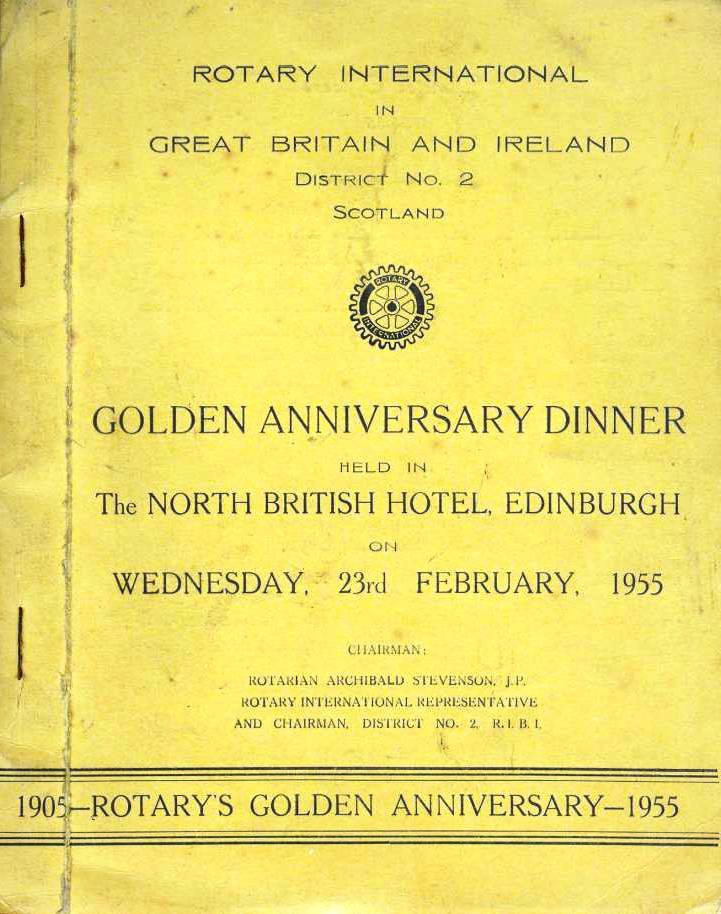 ROTARY INTERNATIONAL
IN
GREAT BRITAIN AND IRELAND
DISTRICT No. 2
SCOTLAND
ROTARY
INTERNATIONAL
GOLDEN ANNIVERSARY DINNER
HELD IN
The NORTH BRITISH HOTEL, EDINBURGH
ON
WEDNESDAY, 23rd FEBRUARY, 1955
CHAIRMAN:
ROTARIAN ARCHIBALD STEVENSON, J.P.
ROTARY INTERNATIONAL REPRESENTATIVE
AND CHAIRMAN, DISTRICT NO. 2, R.I.B.I.
1905—ROTARY'S GOLDEN ANNIVERSARY—1955